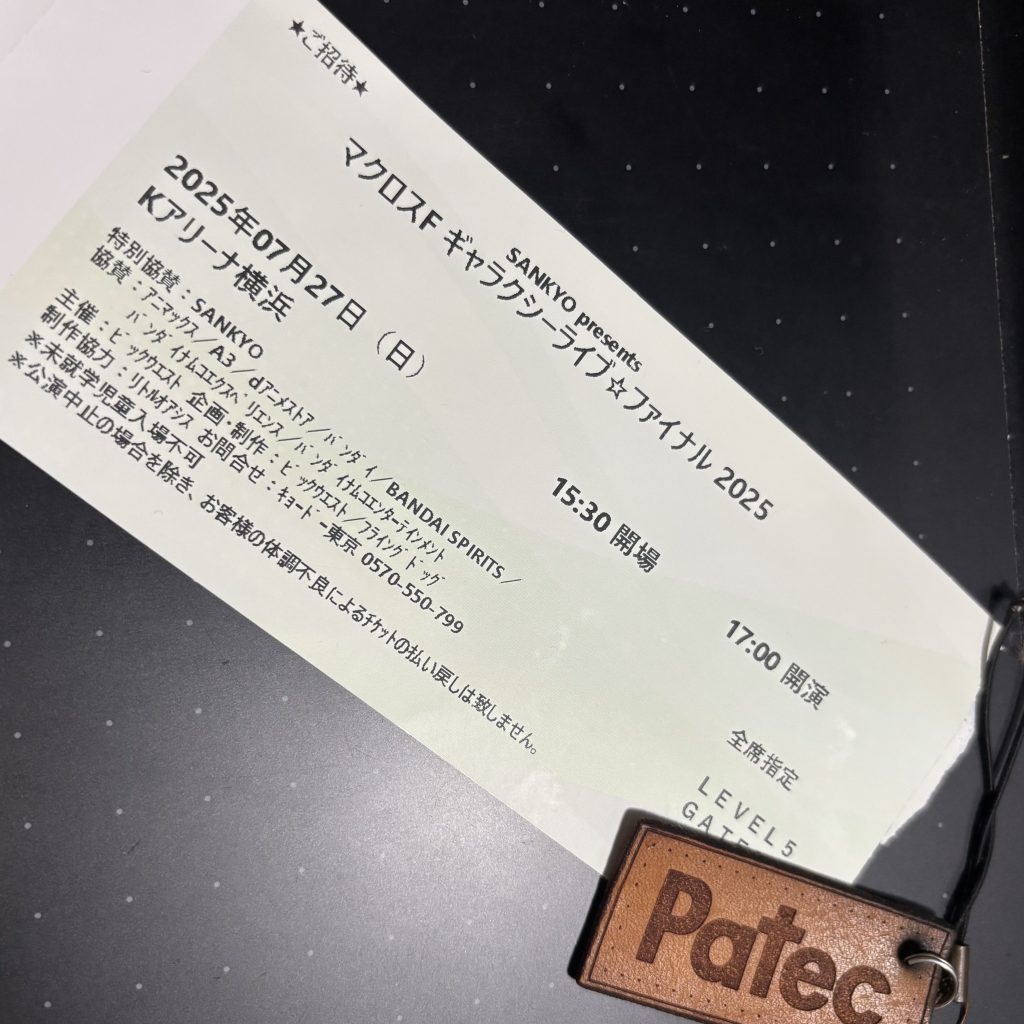 ★ご招待★
SANKYO presents
マクロスF ギャラクシーライブ☆ファイナル 2025
2025年07月27日（日） 15:30 開場 17:00 開演
Kアリーナ横浜
全席指定
特別協賛：SANKYO
協賛：アニマックス／A3／dアニメストア／バンダイ／BANDAI SPIRITS／
バンダイナムコエクスペリエンス／バンダイナムコエンターテインメント
主催：ビックウエスト 企画・制作：ビックウエスト／フライングドッグ
制作協力：リトルオアシス お問合せ：キョードー東京 0570-550-799
※未就学児童入場不可
※公演中止の場合を除き、お客様の体調不良によるチケットの払い戻しは致しません。
LEVEL5
GATE
Patec